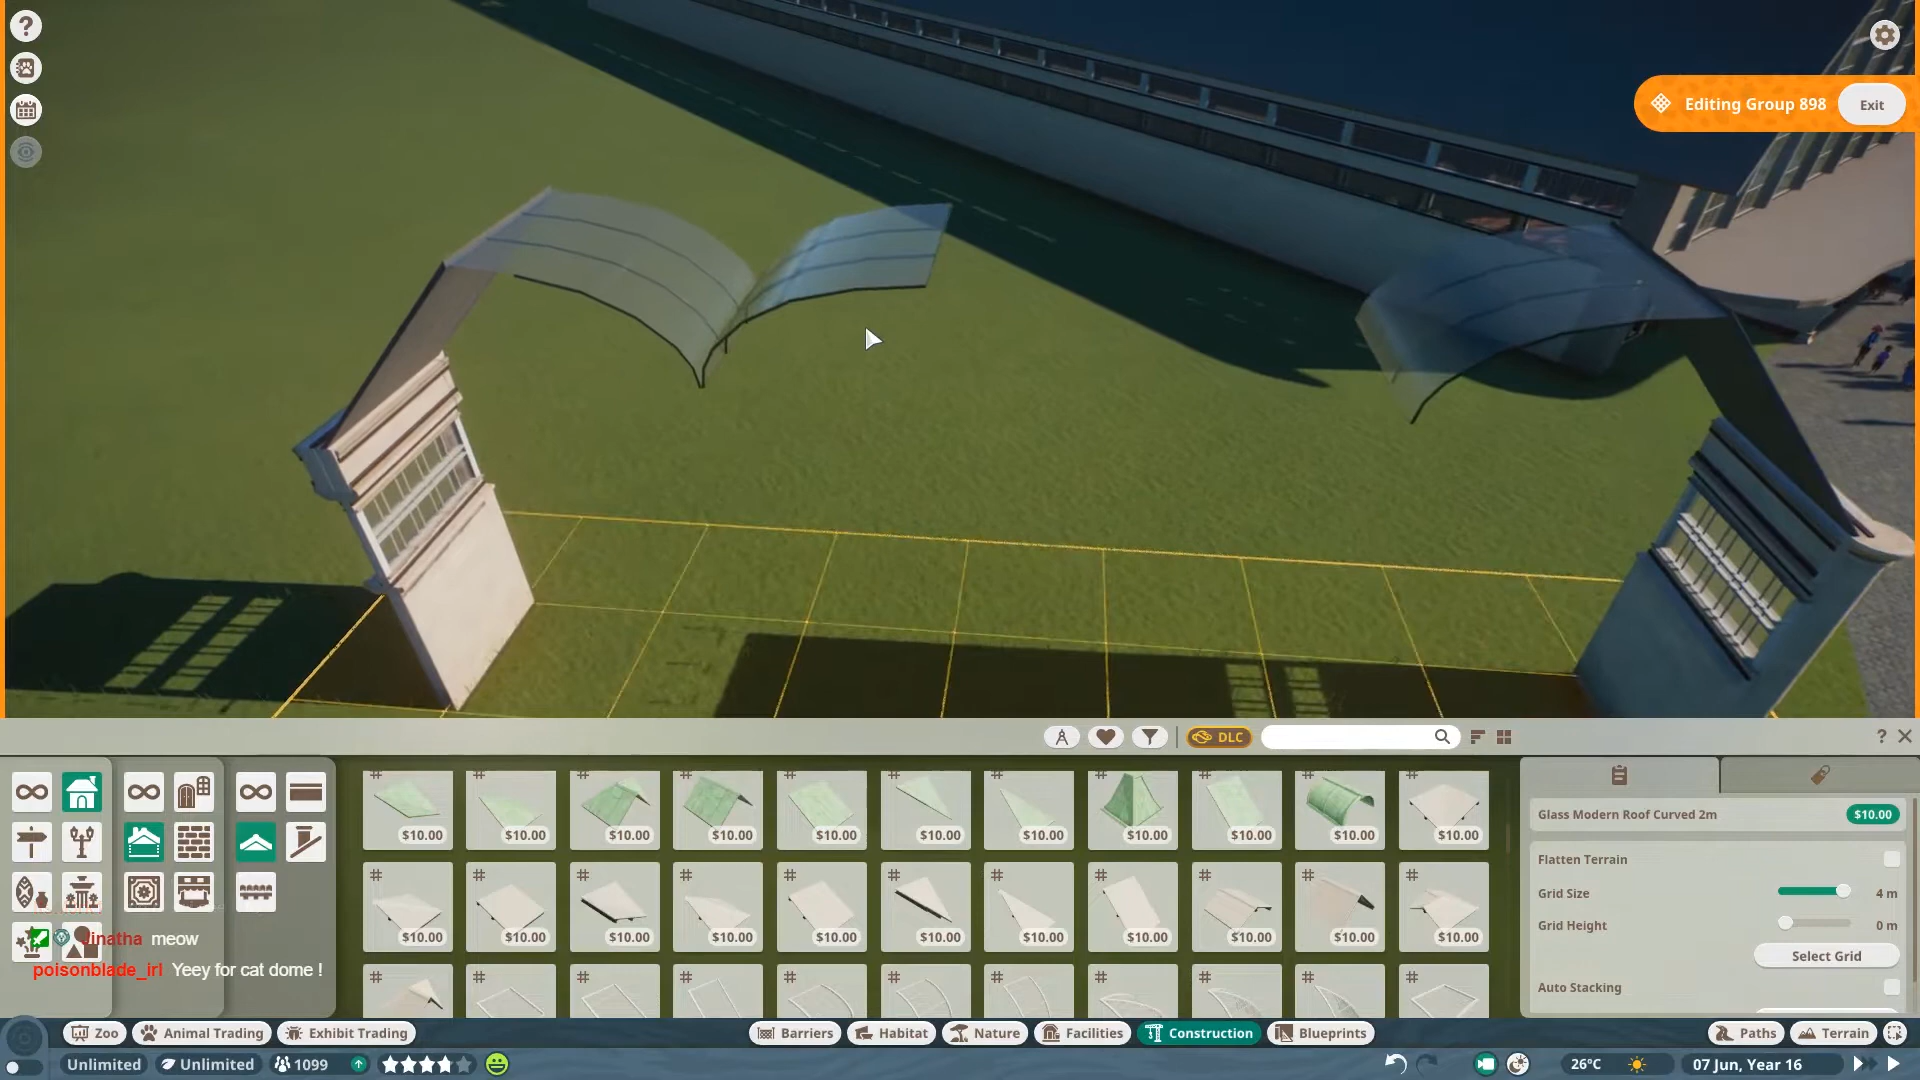 ?
Editing Group 898 Exit
DLC
? ×
$10.00 $10.00 $10.00 $10.00 $10.00 $10.00 $10.00 $10.00 $10.00 $10.00 $10.00
$10.00 $10.00 $10.00 $10.00 $10.00 $10.00 $10.00 $10.00 $10.00 $10.00 $10.00
Glass Modern Roof Curved 2m $10.00
Flatten Terrain
Grid Size 4 m
Grid Height 0 m
Select Grid
Auto Stacking
Jinatha meow
poisonblade_irl Yeey for cat dome !
Zoo Animal Trading Exhibit Trading Barriers Habitat Nature Facilities Construction Blueprints Paths Terrain
Unlimited Unlimited 1099 26°C 07 Jun, Year 16